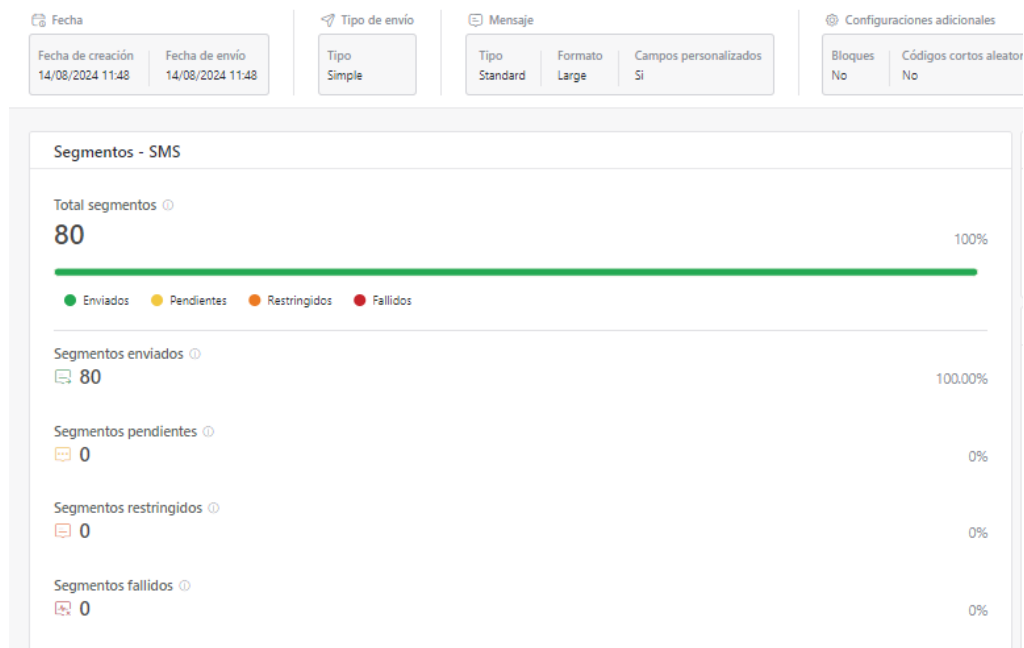 Fecha
Tipo de envío
Mensaje
Configuraciones adicionales
Fecha de creación
Fecha de envío
Tipo
Tipo
Formato
Campos personalizados
Bloques
Códigos cortos aleator
14/08/2024 11:48
14/08/2024 11:48
Simple
Standard
Large
Si
No
No
Segmentos - SMS
Total segmentos
80
100%
Enviados
Pendientes
Restringidos
Fallidos
Segmentos enviados
80
100.00%
Segmentos pendientes
0
0%
Segmentos restringidos
0
0%
Segmentos fallidos
0
0%